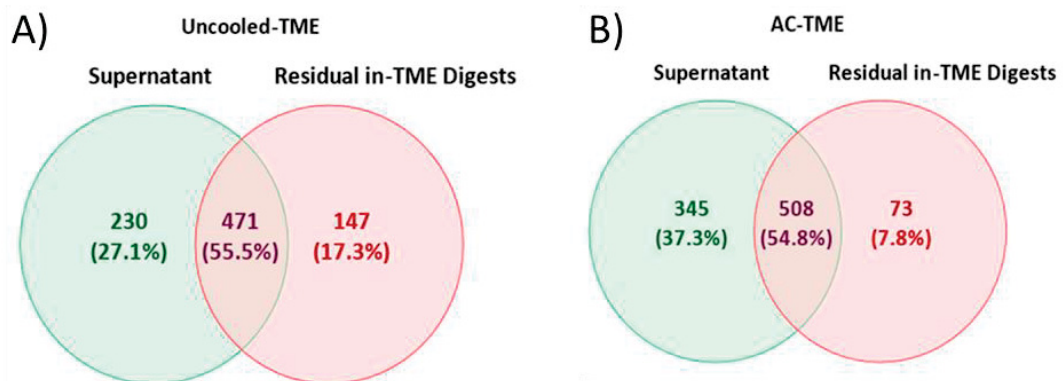 A)
Uncooled-TME
Supernatant
Residual in-TME Digests
230
(27.1%)
471
(55.5%)
147
(17.3%)
B)
AC-TME
Supernatant
Residual in-TME Digests
345
(37.3%)
508
(54.8%)
73
(7.8%)